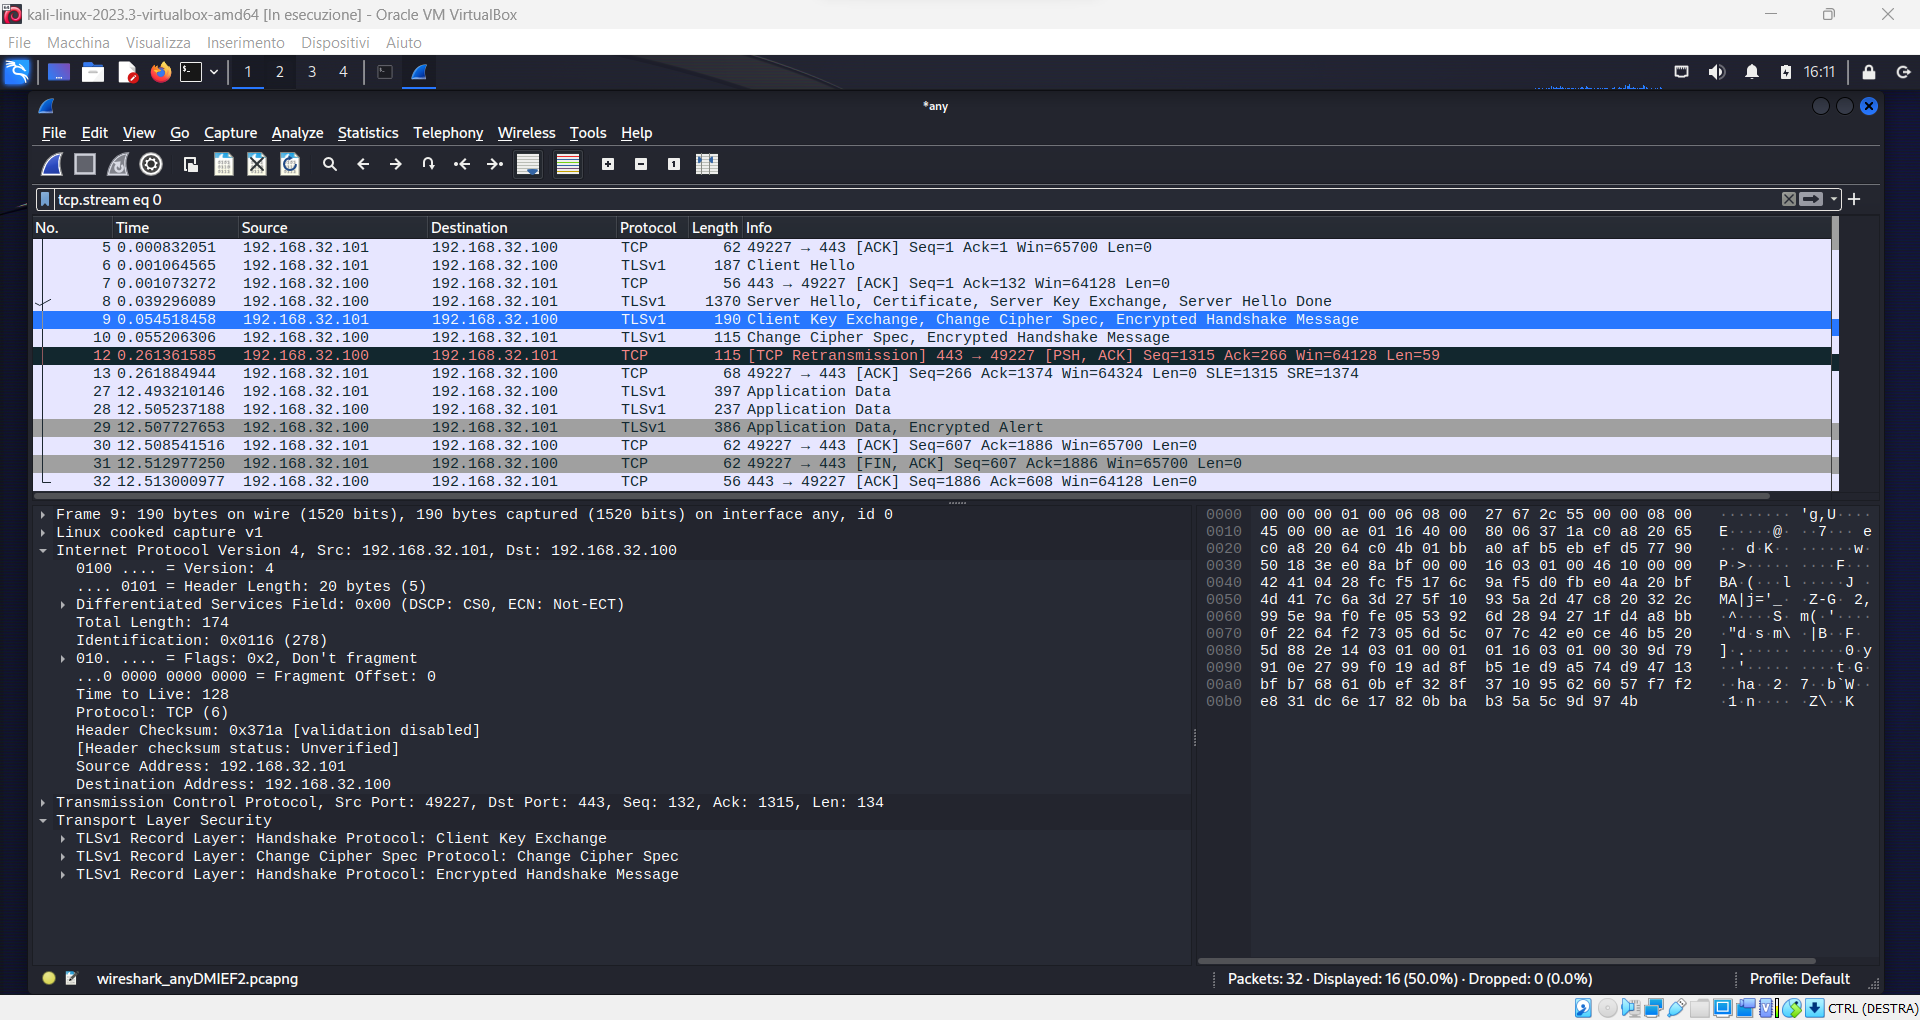 kali-linux-2023.3-virtualbox-amd64 [In esecuzione] - Oracle VM VirtualBox
File Macchina Visualizza Inserimento Dispositivi Aiuto
1 2 3 4 16:11
*any
File Edit View Go Capture Analyze Statistics Telephony Wireless Tools Help
tcp.stream eq 0
No. Time Source Destination Protocol Length Info
5 0.000832051 192.168.32.101 192.168.32.100 TCP 62 49227 → 443 [ACK] Seq=1 Ack=1 Win=65700 Len=0
6 0.001064565 192.168.32.101 192.168.32.100 TLSv1 187 Client Hello
7 0.001073272 192.168.32.100 192.168.32.101 TCP 56 443 → 49227 [ACK] Seq=1 Ack=132 Win=64128 Len=0
8 0.039296089 192.168.32.100 192.168.32.101 TLSv1 1370 Server Hello, Certificate, Server Key Exchange, Server Hello Done
9 0.054518458 192.168.32.101 192.168.32.100 TLSv1 190 Client Key Exchange, Change Cipher Spec, Encrypted Handshake Message
10 0.055206306 192.168.32.100 192.168.32.101 TLSv1 115 Change Cipher Spec, Encrypted Handshake Message
12 0.261361585 192.168.32.100 192.168.32.101 TCP 115 [TCP Retransmission] 443 → 49227 [PSH, ACK] Seq=1315 Ack=266 Win=64128 Len=59
13 0.261884944 192.168.32.101 192.168.32.100 TCP 68 49227 → 443 [ACK] Seq=266 Ack=1374 Win=64324 Len=0 SLE=1315 SRE=1374
27 12.493210146 192.168.32.101 192.168.32.100 TLSv1 397 Application Data
28 12.505237188 192.168.32.100 192.168.32.101 TLSv1 237 Application Data
29 12.507727653 192.168.32.100 192.168.32.101 TLSv1 386 Application Data, Encrypted Alert
30 12.508541516 192.168.32.101 192.168.32.100 TCP 62 49227 → 443 [ACK] Seq=607 Ack=1886 Win=65700 Len=0
31 12.512977250 192.168.32.101 192.168.32.100 TCP 62 49227 → 443 [FIN, ACK] Seq=607 Ack=1886 Win=65700 Len=0
32 12.513000977 192.168.32.100 192.168.32.101 TCP 56 443 → 49227 [ACK] Seq=1886 Ack=608 Win=64128 Len=0
Frame 9: 190 bytes on wire (1520 bits), 190 bytes captured (1520 bits) on interface any, id 0
Linux cooked capture v1
Internet Protocol Version 4, Src: 192.168.32.101, Dst: 192.168.32.100
0100 .... = Version: 4
.... 0101 = Header Length: 20 bytes (5)
Differentiated Services Field: 0x00 (DSCP: CS0, ECN: Not-ECT)
Total Length: 174
Identification: 0x0116 (278)
010. .... = Flags: 0x2, Don't fragment
...0 0000 0000 0000 = Fragment Offset: 0
Time to Live: 128
Protocol: TCP (6)
Header Checksum: 0x371a [validation disabled]
[Header checksum status: Unverified]
Source Address: 192.168.32.101
Destination Address: 192.168.32.100
Transmission Control Protocol, Src Port: 49227, Dst Port: 443, Seq: 132, Ack: 1315, Len: 134
Transport Layer Security
TLSv1 Record Layer: Handshake Protocol: Client Key Exchange
TLSv1 Record Layer: Change Cipher Spec Protocol: Change Cipher Spec
TLSv1 Record Layer: Handshake Protocol: Encrypted Handshake Message
0000 00 00 00 01 00 06 08 00 27 67 2c 55 00 00 08 00 ········ 'g,U····
0010 45 00 00 ae 01 16 40 00 80 06 37 1a c0 a8 20 65 E·····@· ··7··· e
0020 c0 a8 20 64 c0 4b 01 bb a0 af b5 eb ef d5 77 90 ·· d·K·· ······w·
0030 50 18 3e e0 8a bf 00 00 16 03 01 00 46 10 00 00 P·>····· ····F···
0040 42 41 04 28 fc f5 17 6c 9a f5 d0 fb e0 4a 20 bf BA·(···l ·····J ·
0050 4d 41 7c 6a 3d 27 5f 10 93 5a 2d 47 c8 20 32 2c MA|j='_· ·Z-G· 2,
0060 99 5e 9a f0 fe 05 53 92 6d 28 94 27 1f d4 a8 bb ·^····S· m(·'····
0070 0f 22 64 f2 73 05 6d 5c 07 7c 42 e0 ce 46 b5 20 ·"d·s·m\ ·|B··F·
0080 5d 88 2e 14 03 01 00 01 01 16 03 01 00 30 9d 79 ]·.····· ·····0·y
0090 91 0e 27 99 f0 19 ad 8f b5 1e d9 a5 74 d9 47 13 ··'····· ····t·G·
00a0 bf b7 68 61 0b ef 32 8f 37 10 95 62 60 57 f7 f2 ··ha··2· 7··b`W··
00b0 e8 31 dc 6e 17 82 0b ba b3 5a 5c 9d 97 4b ·1·n···· ·Z\··K
wireshark_anyDMIEF2.pcapng Packets: 32 · Displayed: 16 (50.0%) · Dropped: 0 (0.0%) Profile: Default
CTRL (DESTRA)